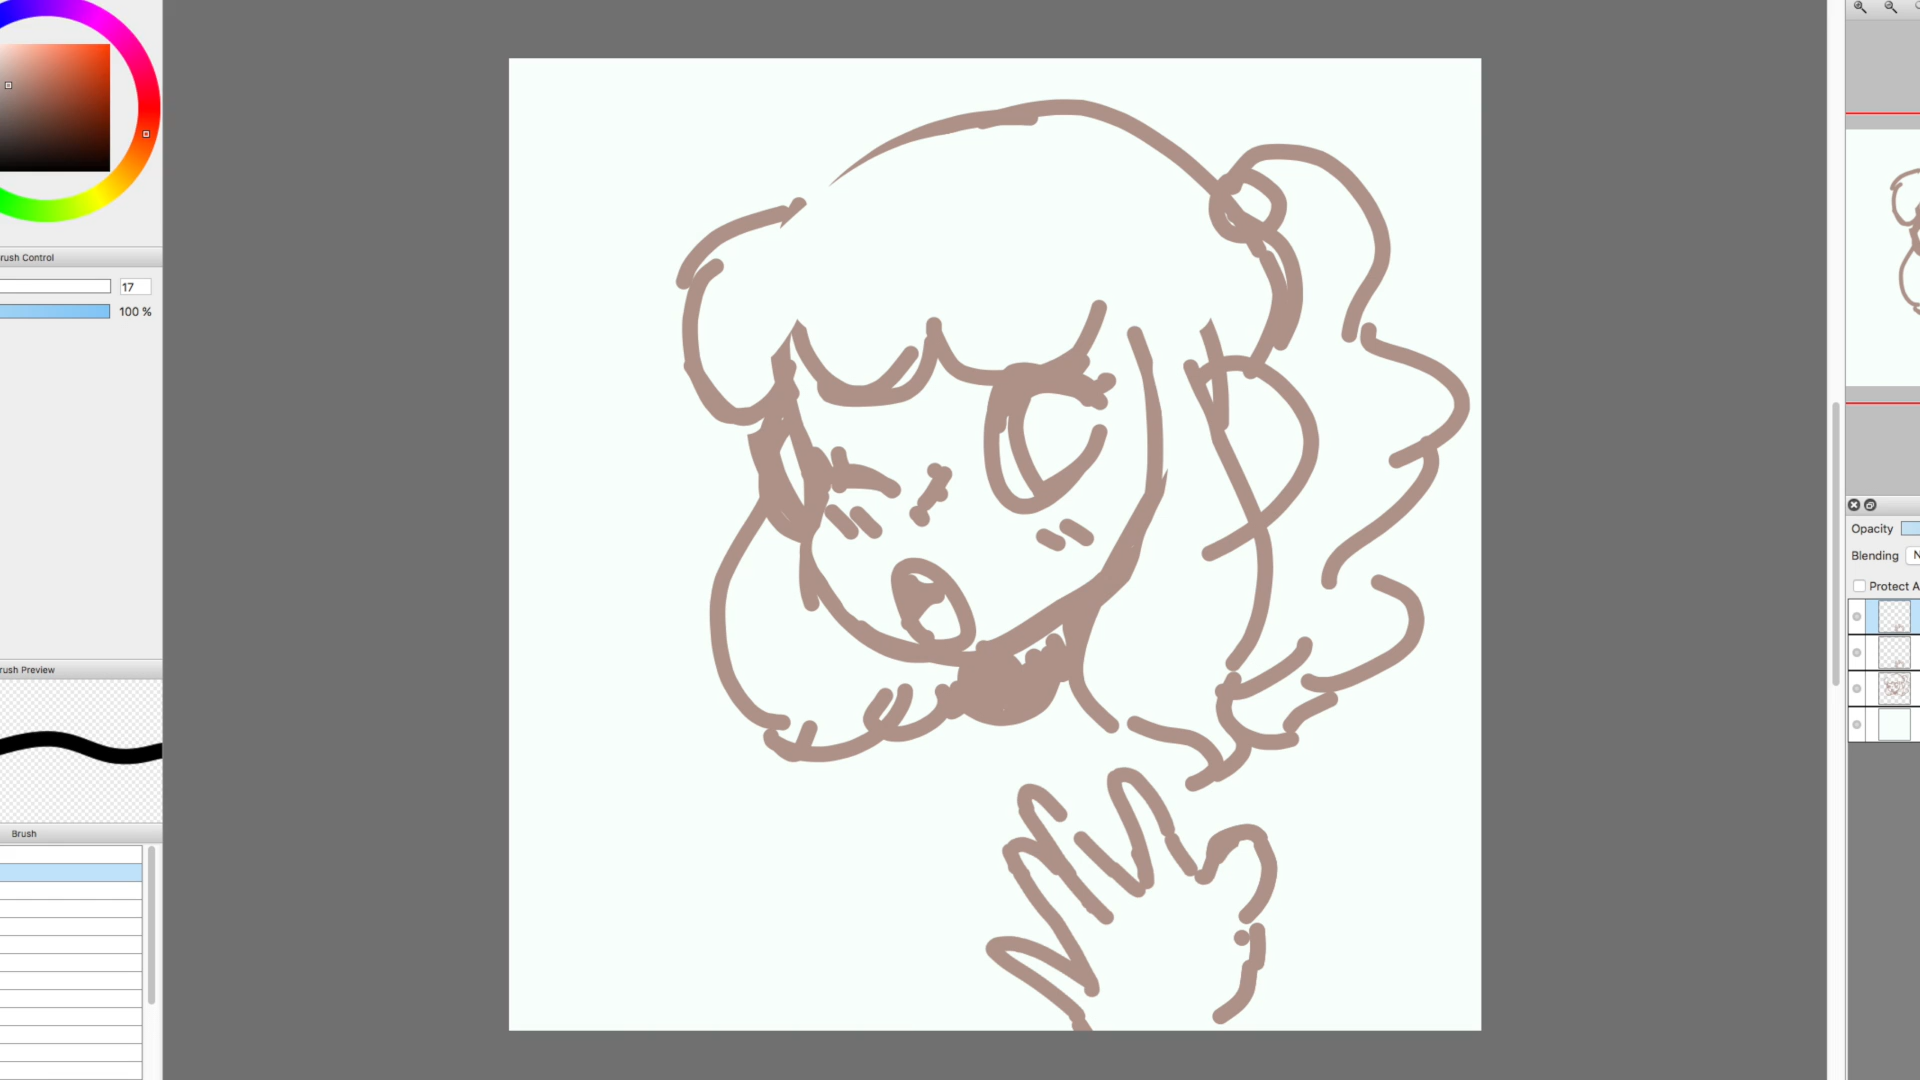 rush Control
17
100 %
rush Preview
Brush
Opacity
Blending
N
Protect A